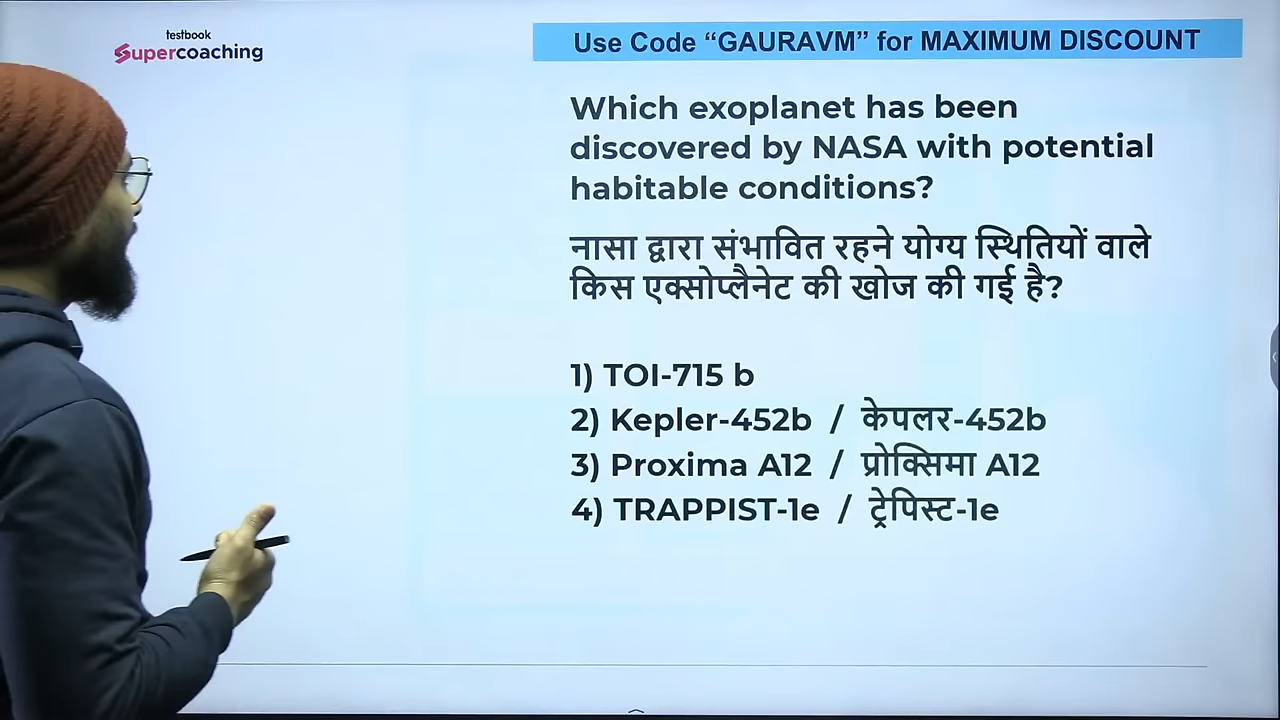 testbook
Supercoaching
Use Code “GAURAVM” for MAXIMUM DISCOUNT
Which exoplanet has been
discovered by NASA with potential
habitable conditions?
नासा द्वारा संभावित रहने योग्य स्थितियों वाले
किस एक्सोप्लैनेट की खोज की गई है?
1) TOI-715 b
2) Kepler-452b / केपलर-452b
3) Proxima A12 / प्रोक्सिमा A12
4) TRAPPIST-1e / ट्रेपिस्ट-1e